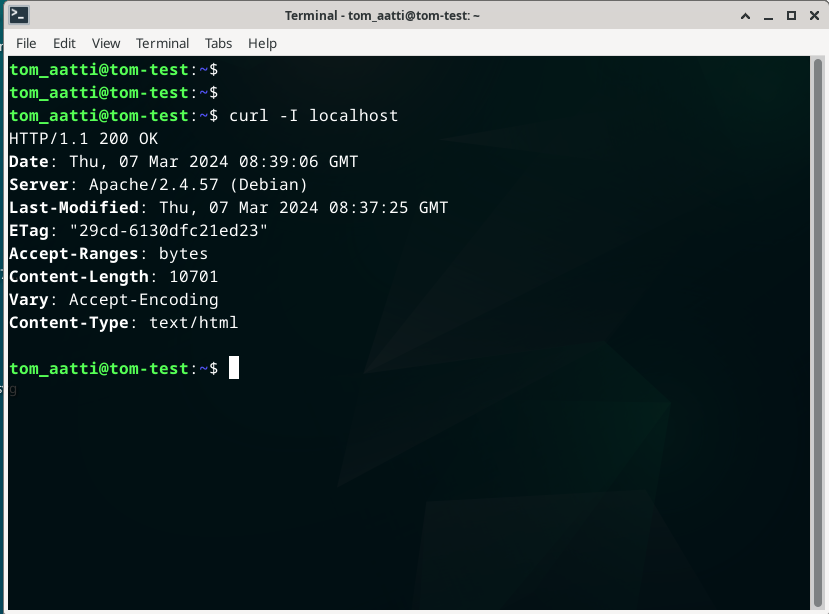 Terminal - tom_aatti@tom-test: ~
File Edit View Terminal Tabs Help
tom_aatti@tom-test:~$
tom_aatti@tom-test:~$
tom_aatti@tom-test:~$ curl -I localhost
HTTP/1.1 200 OK
Date: Thu, 07 Mar 2024 08:39:06 GMT
Server: Apache/2.4.57 (Debian)
Last-Modified: Thu, 07 Mar 2024 08:37:25 GMT
ETag: "29cd-6130dfc21ed23"
Accept-Ranges: bytes
Content-Length: 10701
Vary: Accept-Encoding
Content-Type: text/html
tom_aatti@tom-test:~$